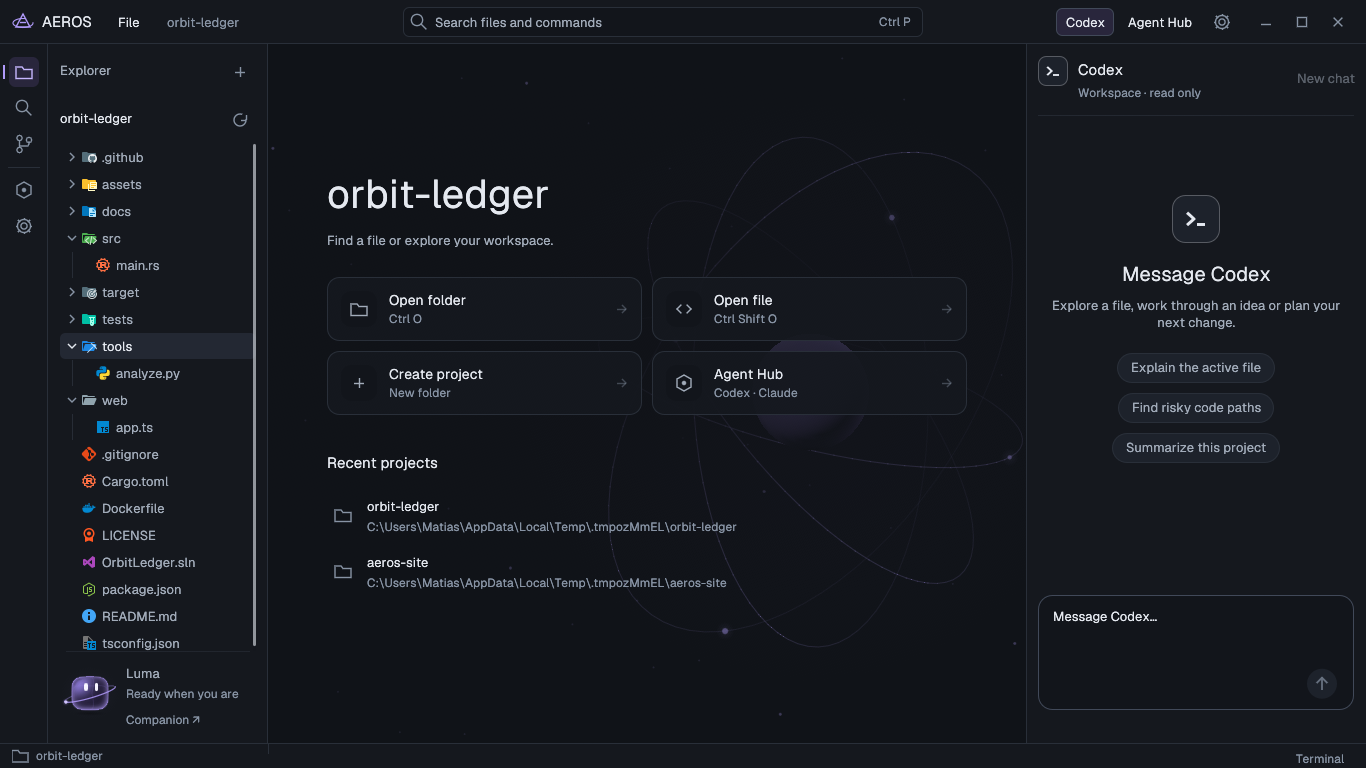 AEROS File orbit-ledger Search files and commands Ctrl P Codex Agent Hub
Explorer
orbit-ledger
.github
assets
docs
src
main.rs
target
tests
tools
analyze.py
web
app.ts
.gitignore
Cargo.toml
Dockerfile
LICENSE
OrbitLedger.sln
package.json
README.md
tsconfig.json
Luma
Ready when you are
Companion ↗
orbit-ledger
Find a file or explore your workspace.
Open folder
Ctrl O
Open file
Ctrl Shift O
Create project
New folder
Agent Hub
Codex · Claude
Recent projects
orbit-ledger
C:\Users\Matias\AppData\Local\Temp\.tmpozMmEL\orbit-ledger
aeros-site
C:\Users\Matias\AppData\Local\Temp\.tmpozMmEL\aeros-site
Codex
Workspace · read only
New chat
Message Codex
Explore a file, work through an idea or plan your
next change.
Explain the active file
Find risky code paths
Summarize this project
Message Codex…
orbit-ledger
Terminal